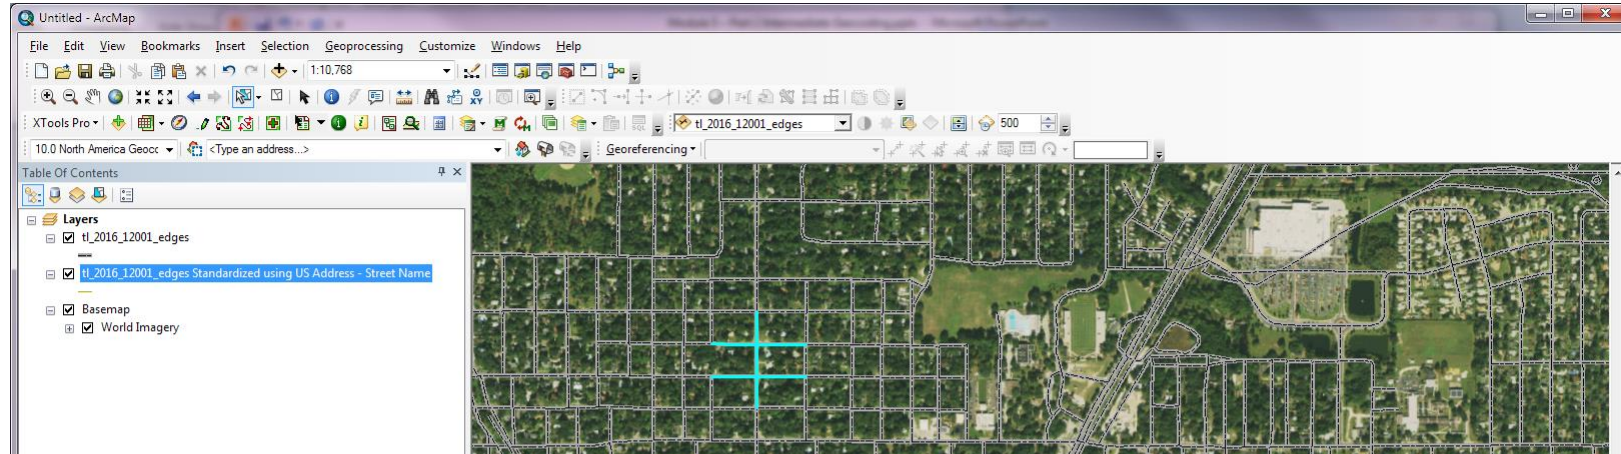 Untitled - ArcMap
File Edit View Bookmarks Insert Selection Geoprocessing Customize Windows Help
1:10,768
XTools Pro tl_2016_12001_edges 500
10.0 North America Geocc <Type an address...> Georeferencing
Table Of Contents
Layers
tl_2016_12001_edges
tl_2016_12001_edges Standardized using US Address - Street Name
Basemap
World Imagery